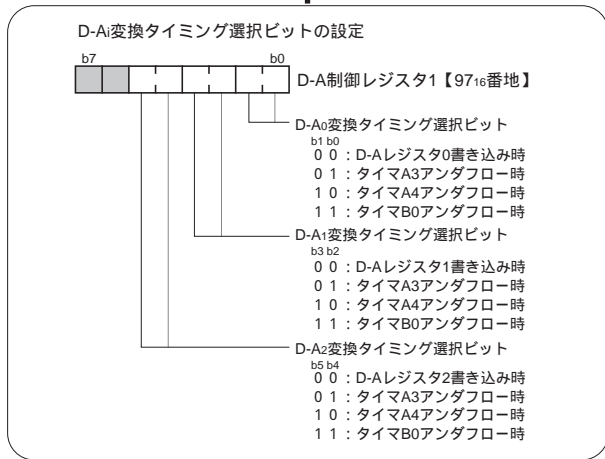 D-Ai変換タイミング選択ビットの設定
b7 b0
D-A制御レジスタ1【9716番地】
D-A0変換タイミング選択ビット
b1 b0
0 0：D-Aレジスタ0書き込み時
0 1：タイマA3アンダフロー時
1 0：タイマA4アンダフロー時
1 1：タイマB0アンダフロー時
D-A1変換タイミング選択ビット
b3 b2
0 0：D-Aレジスタ1書き込み時
0 1：タイマA3アンダフロー時
1 0：タイマA4アンダフロー時
1 1：タイマB0アンダフロー時
D-A2変換タイミング選択ビット
b5 b4
0 0：D-Aレジスタ2書き込み時
0 1：タイマA3アンダフロー時
1 0：タイマA4アンダフロー時
1 1：タイマB0アンダフロー時